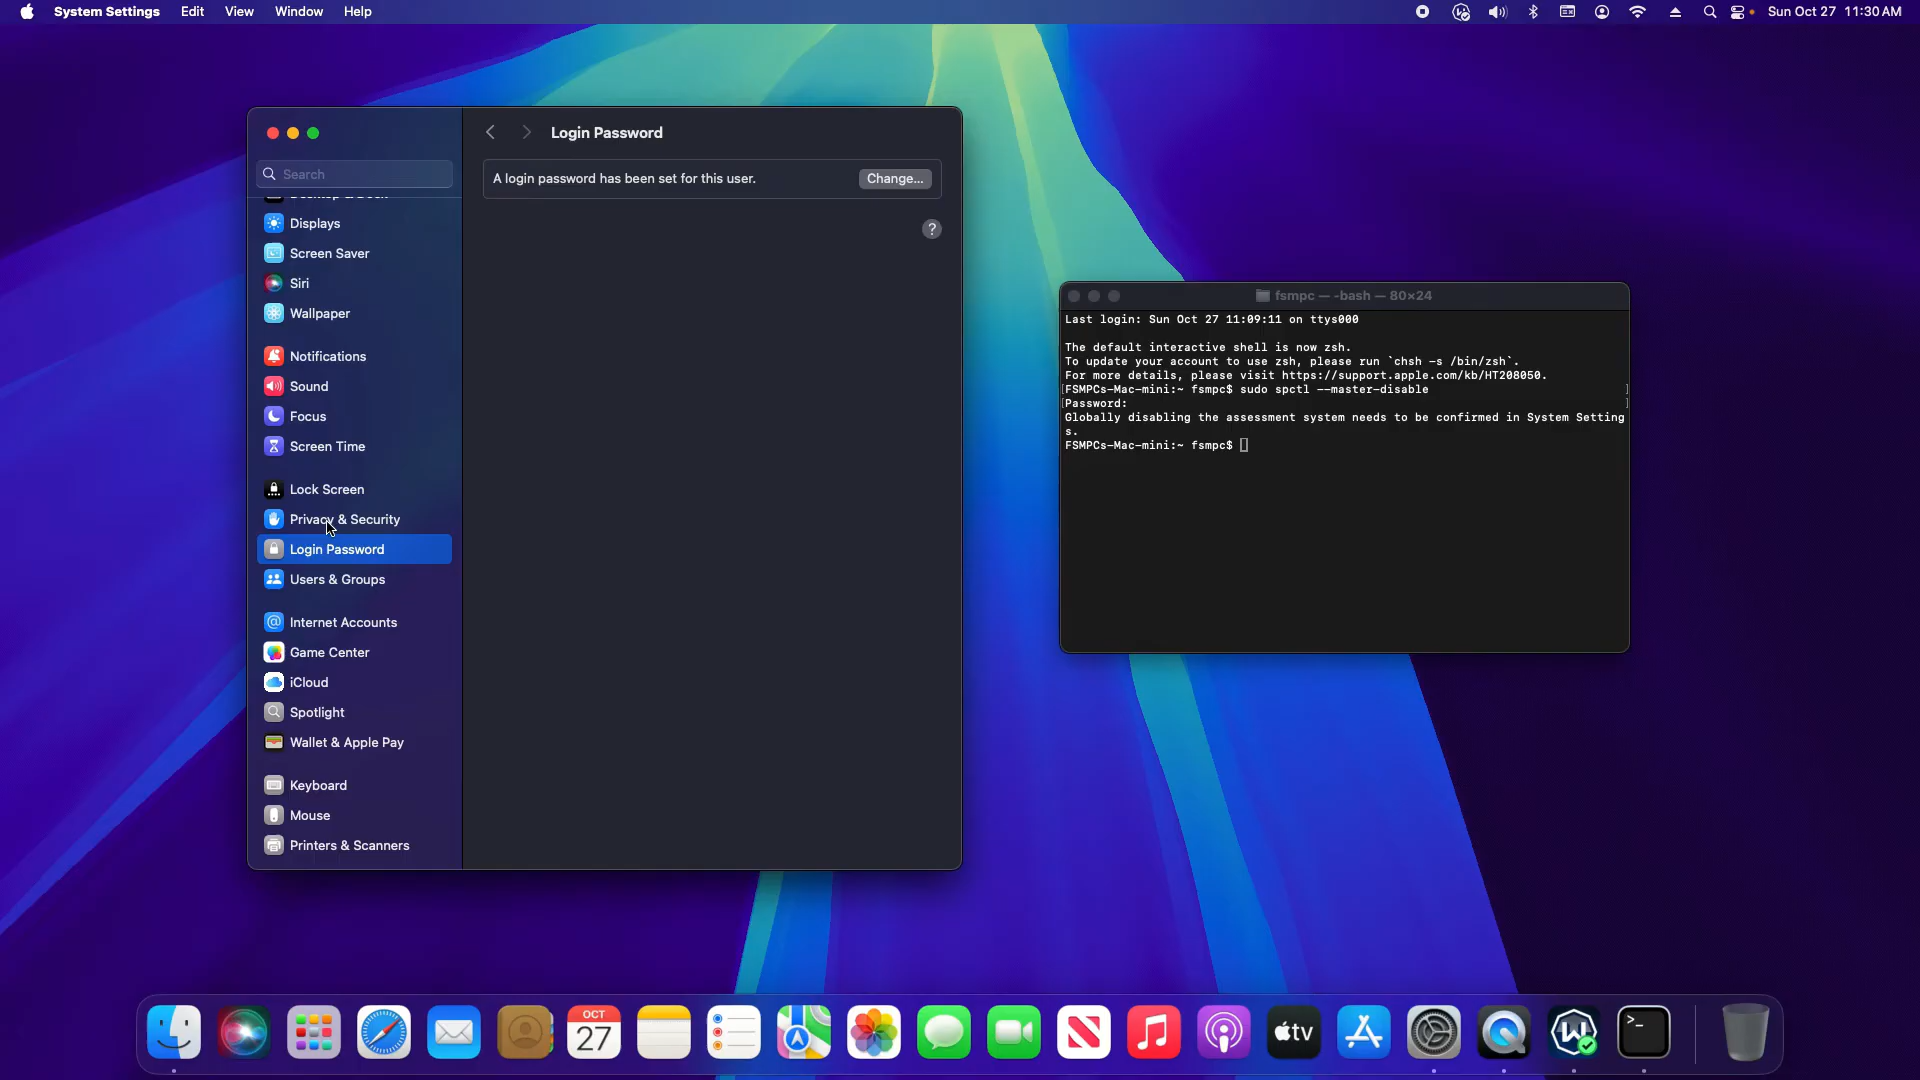 System Settings Edit View Window Help
Sun Oct 27 11:30 AM
Login Password
Search
A login password has been set for this user.
Change...
?
Displays
Screen Saver
Siri
Wallpaper
Notifications
Sound
Focus
Screen Time
Lock Screen
Privacy & Security
Login Password
Users & Groups
Internet Accounts
Game Center
iCloud
Spotlight
Wallet & Apple Pay
Keyboard
Mouse
Printers & Scanners
fsmpc — -bash — 80×24
Last login: Sun Oct 27 11:09:11 on ttys000
The default interactive shell is now zsh.
To update your account to use zsh, please run `chsh -s /bin/zsh`.
For more details, please visit https://support.apple.com/kb/HT208050.
[FSMPCs-Mac-mini:~ fsmpc$ sudo spctl --master-disable ]
[Password: ]
Globally disabling the assessment system needs to be confirmed in System Setting
s.
FSMPCs-Mac-mini:~ fsmpc$
OCT
27
tv
>_